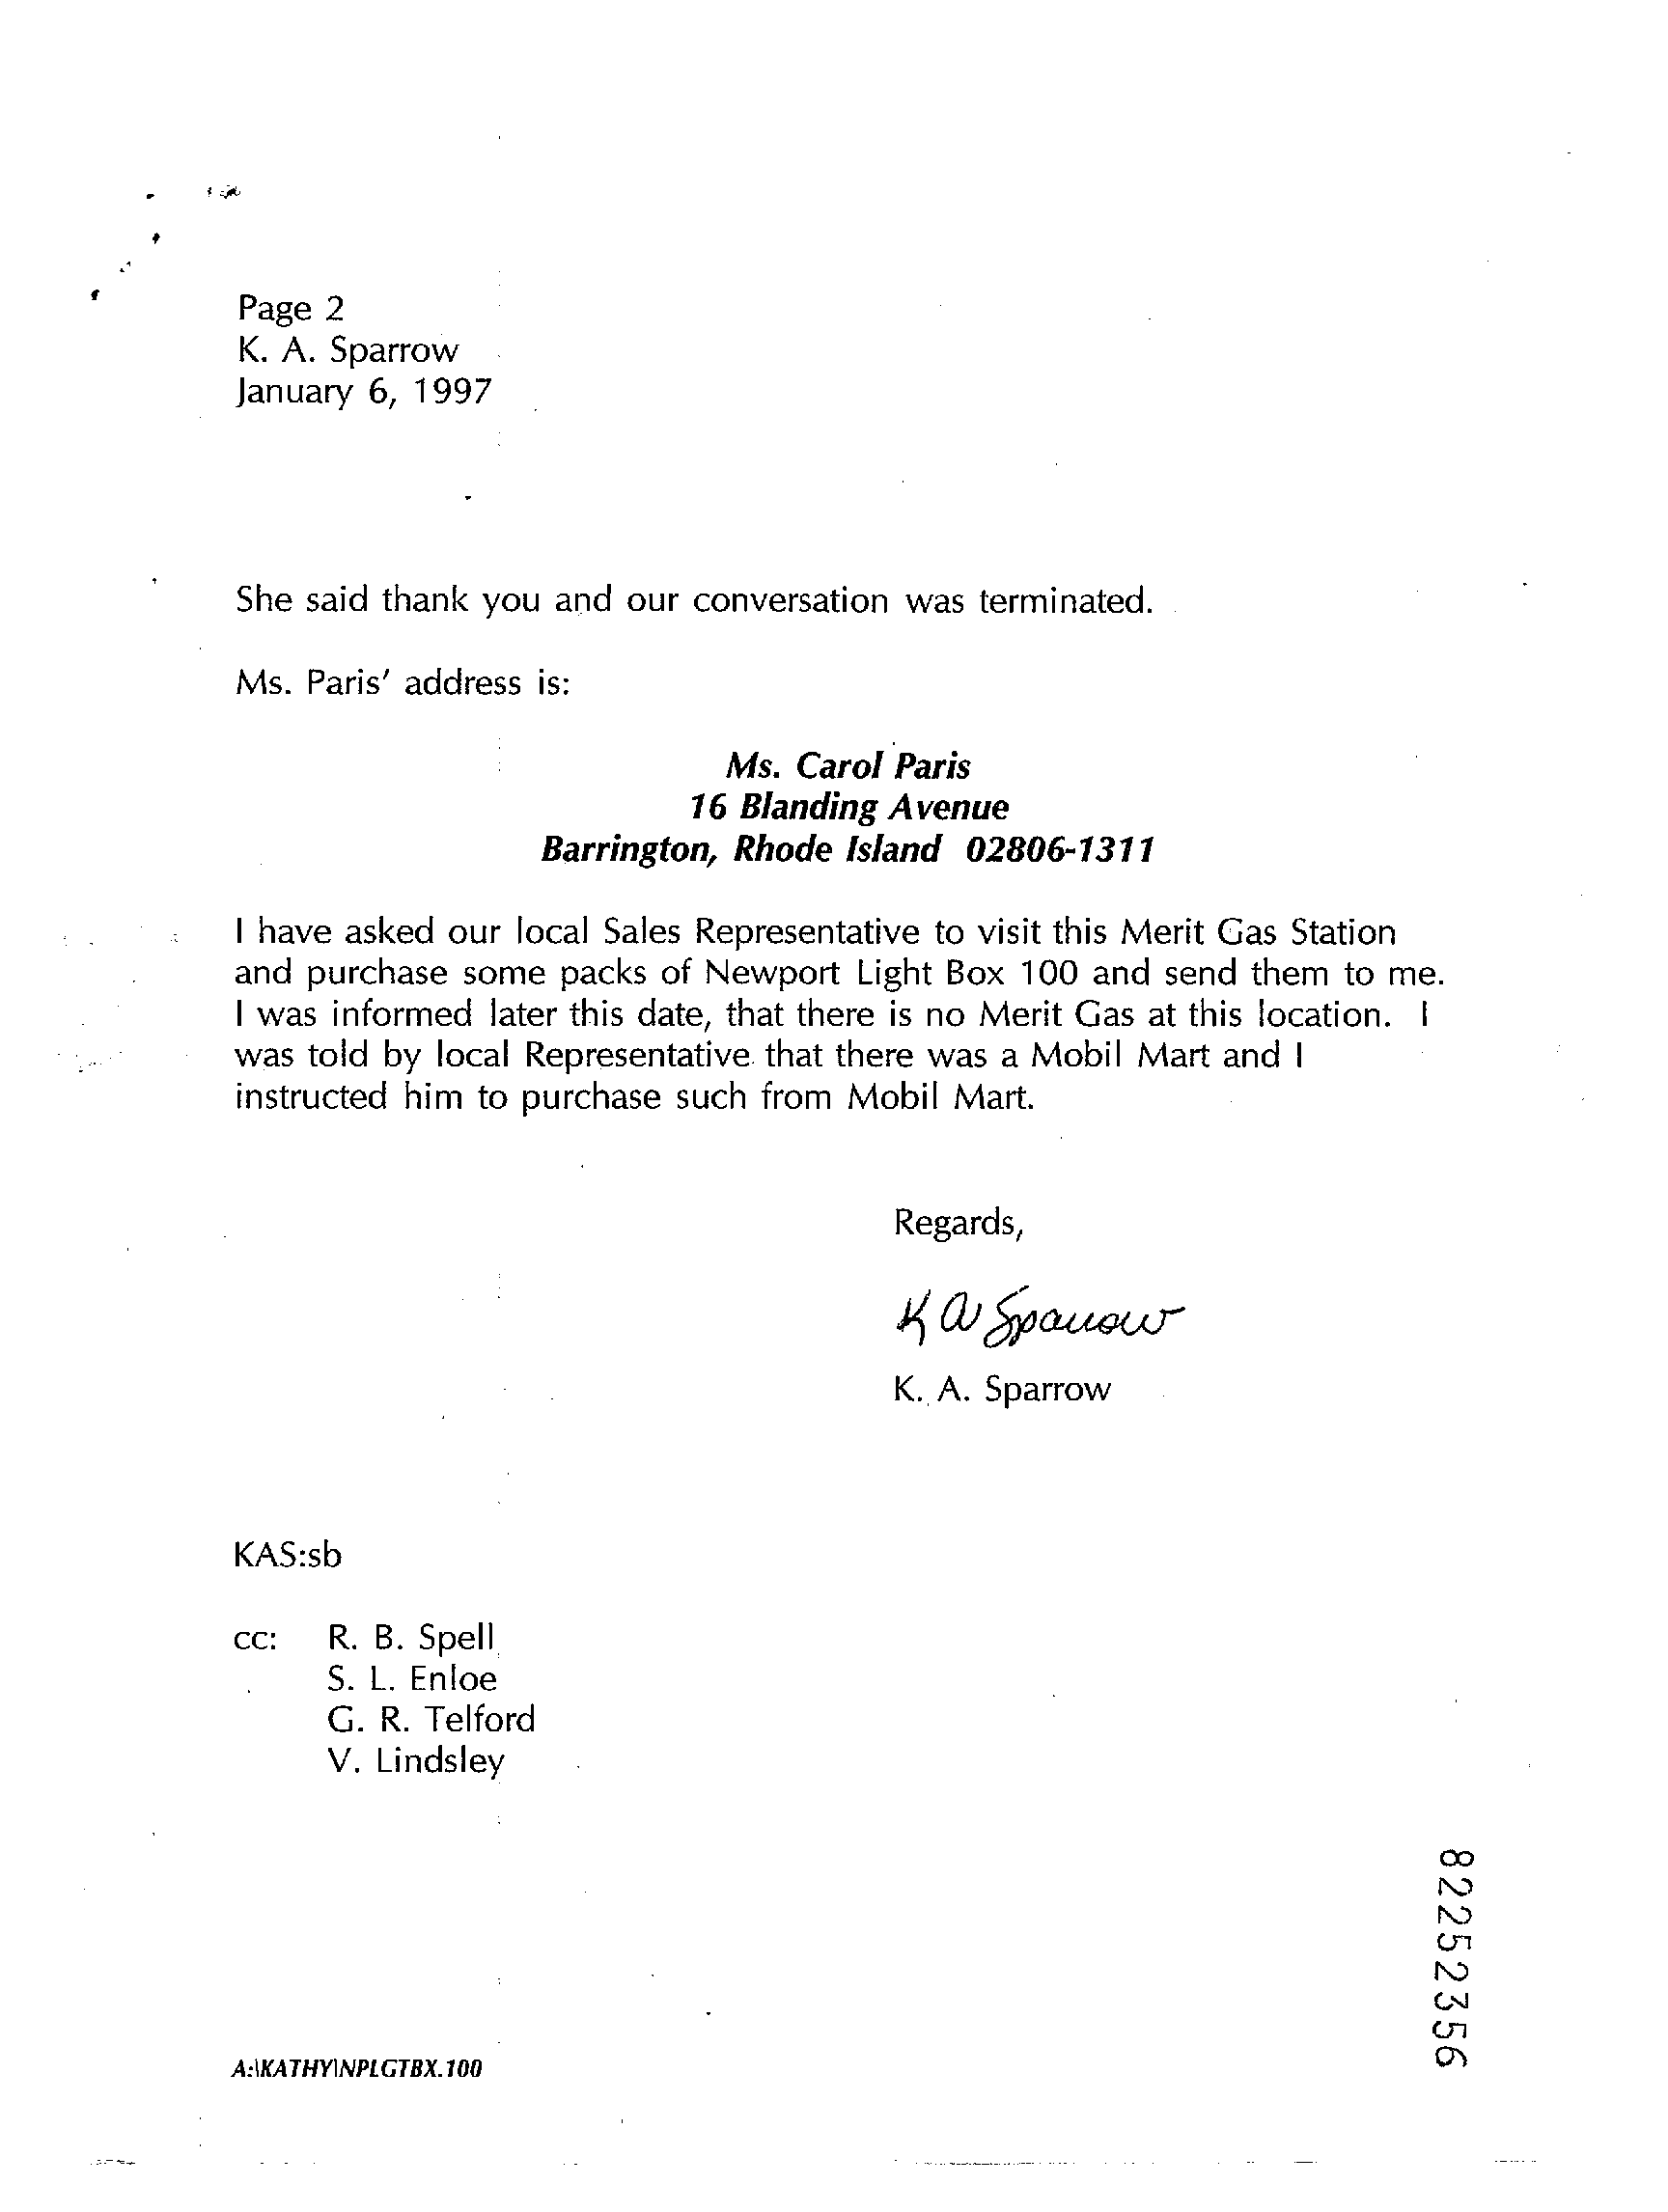 Page 2
K. A. Sparrow
January 6, 1997
She said thank you and our conversation was terminated.
Ms. Paris' address is:
Ms. Carol Paris
16 Blanding Avenue
Barrington, Rhode Island 02806-1311
I have asked our local Sales Representative to visit this Merit Gas Station
and purchase some packs of Newport Light Box 100 and send them to me.
I was informed later this date, that there is no Merit Gas at this location. I
was told by local Representative that there was a Mobil Mart and I
instructed him to purchase such from Mobil Mart.
Regards,
K A Sparrow
K. A. Sparrow
KAS:sb
cc: R. B. Spell
S. L. Enloe
G. R. Telford
V. Lindsley
82252356
A:\KATHY\NPLGTBX.100